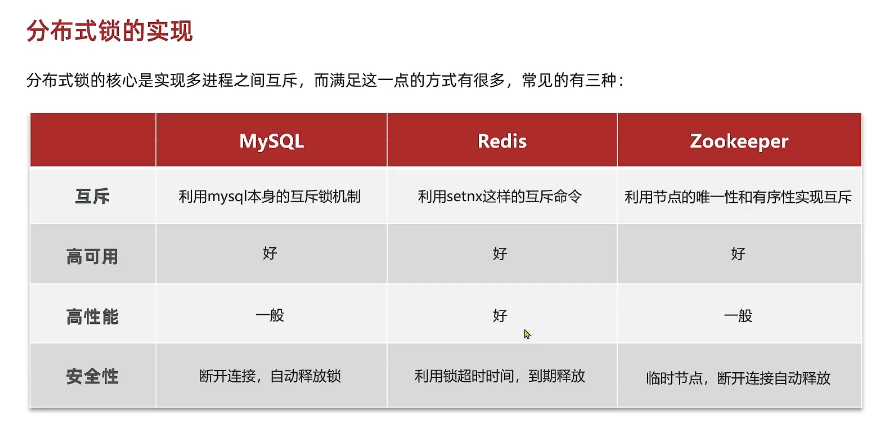 分布式锁的实现
分布式锁的核心是实现多进程之间互斥，而满足这一点的方式有很多，常见的有三种：
MySQL Redis Zookeeper
互斥 利用mysql本身的互斥锁机制 利用setnx这样的互斥命令 利用节点的唯一性和有序性实现互斥
高可用 好 好 好
高性能 一般 好 一般
安全性 断开连接，自动释放锁 利用锁超时时间，到期释放 临时节点，断开连接自动释放